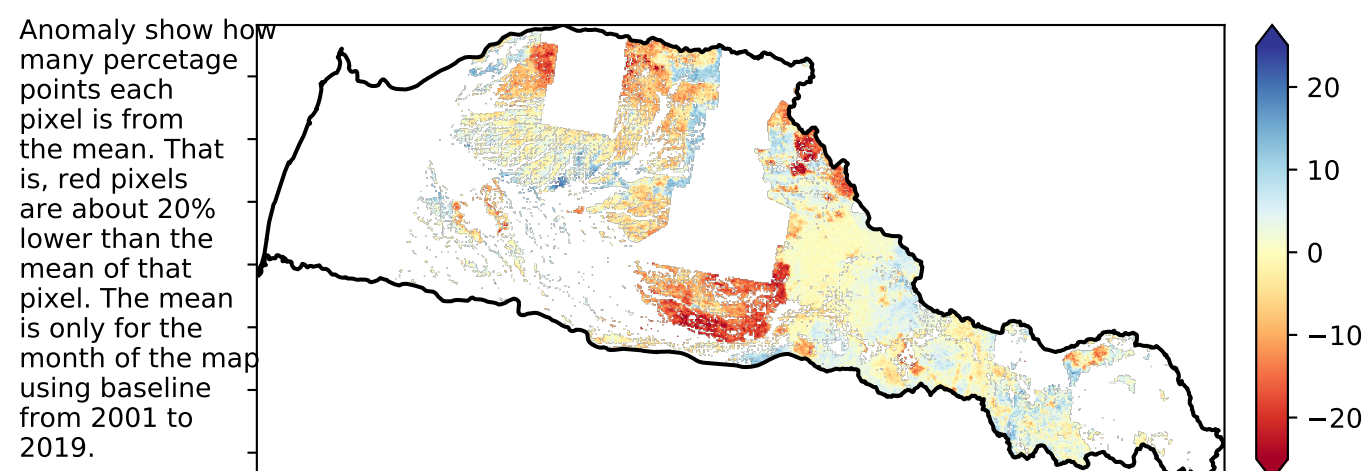 Anomaly show how
many percetage
points each
pixel is from
the mean. That
is, red pixels
are about 20%
lower than the
mean of that
pixel. The mean
is only for the
month of the map
using baseline
from 2001 to
2019.
20
10
0
−10
−20